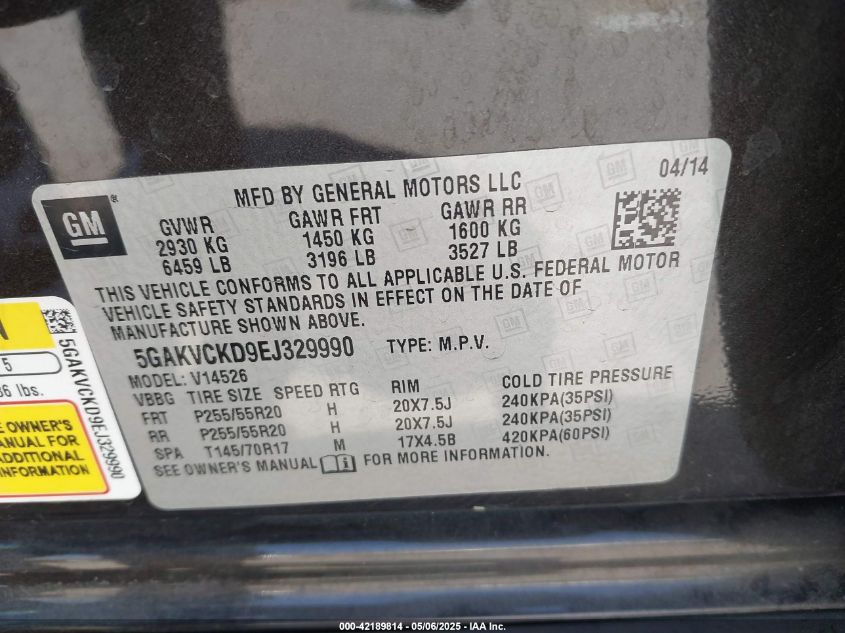 GM
MFD BY GENERAL MOTORS LLC
04/14
GVWR GAWR FRT GAWR RR
2930 KG 1450 KG 1600 KG
6459 LB 3196 LB 3527 LB
THIS VEHICLE CONFORMS TO ALL APPLICABLE U.S. FEDERAL MOTOR
VEHICLE SAFETY STANDARDS IN EFFECT ON THE DATE OF
MANUFACTURE SHOWN ABOVE.
5GAKVCKD9EJ329990 TYPE: M.P.V.
MODEL: V14526
VBBG TIRE SIZE SPEED RTG RIM COLD TIRE PRESSURE
FRT P255/55R20 H 20X7.5J 240KPA(35PSI)
RR P255/55R20 H 20X7.5J 240KPA(35PSI)
SPA T145/70R17 M 17X4.5B 420KPA(60PSI)
SEE OWNER'S MANUAL FOR MORE INFORMATION.
5
lbs.
OWNER'S
MANUAL FOR
ADDITIONAL
INFORMATION
5GAKVCKD9EJ329990
000-42189814 - 05/06/2025 - IAA Inc.